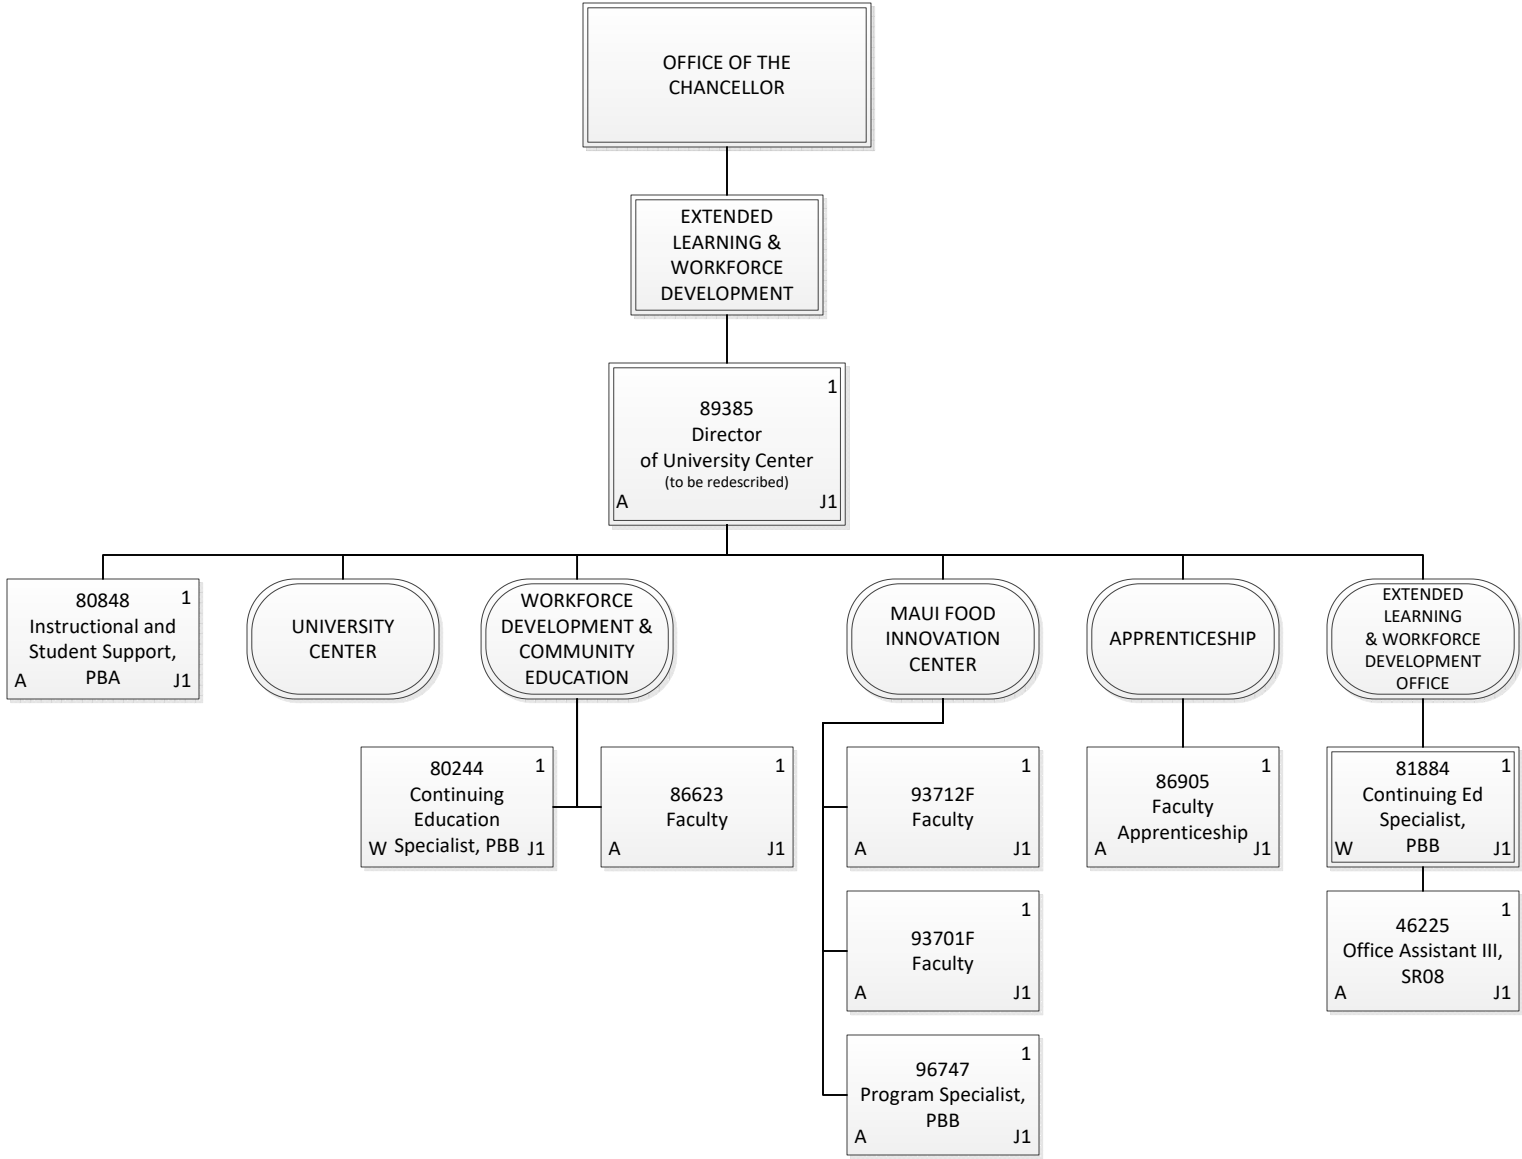 OFFICE OF THE
CHANCELLOR
EXTENDED
LEARNING &
WORKFORCE
DEVELOPMENT
1
89385
Director
of University Center
(to be redescribed)
A J1
80848 1
Instructional and
Student Support,
PBA
A J1
UNIVERSITY
CENTER
WORKFORCE
DEVELOPMENT &
COMMUNITY
EDUCATION
MAUI FOOD
INNOVATION
CENTER
APPRENTICESHIP
EXTENDED
LEARNING
& WORKFORCE
DEVELOPMENT
OFFICE
80244 1
Continuing
Education
W Specialist, PBB J1
1
86623
Faculty
A J1
1
93712F
Faculty
A J1
1
93701F
Faculty
A J1
1
96747
Program Specialist,
PBB
A J1
1
86905
Faculty
Apprenticeship
A J1
81884 1
Continuing Ed
Specialist,
PBB
W J1
1
46225
Office Assistant III,
SR08
A J1